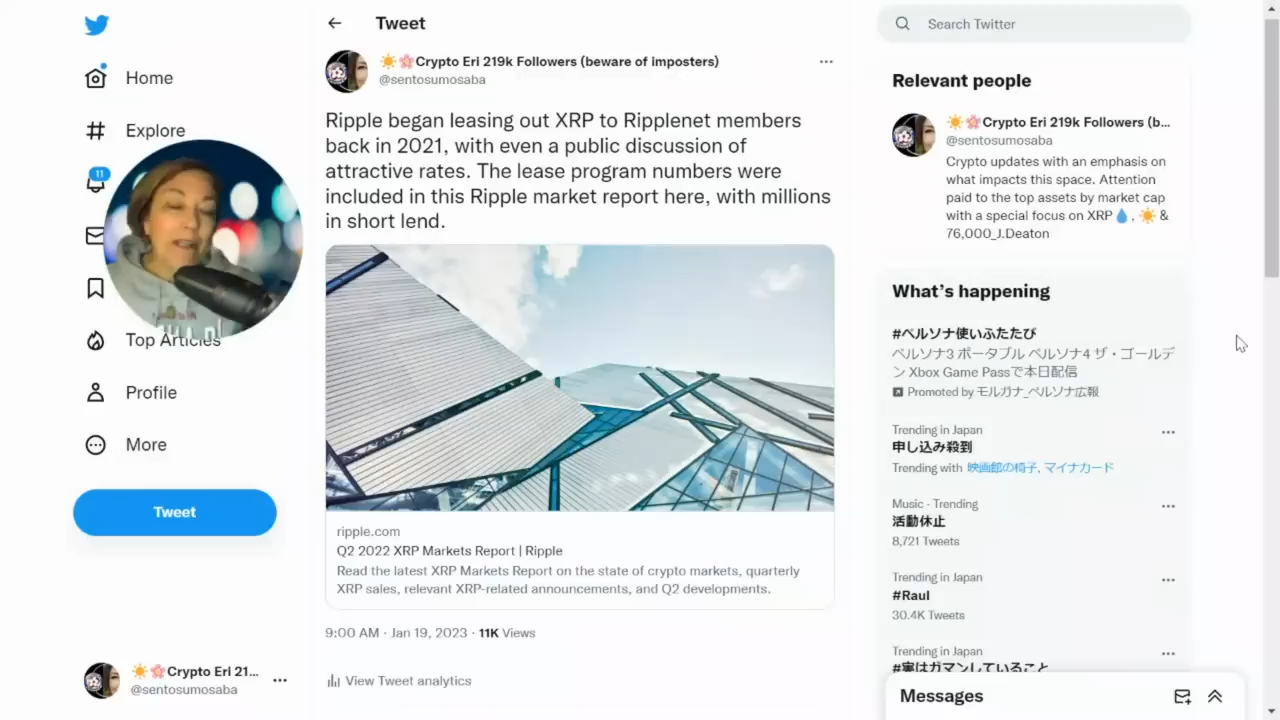 Home
Explore
11
Top Articles
Profile
More
Tweet
Crypto Eri 21...
@sentosumosaba
Tweet
Crypto Eri 219k Followers (beware of imposters)
@sentosumosaba
Ripple began leasing out XRP to Ripplenet members
back in 2021, with even a public discussion of
attractive rates. The lease program numbers were
included in this Ripple market report here, with millions
in short lend.
ripple.com
Q2 2022 XRP Markets Report | Ripple
Read the latest XRP Markets Report on the state of crypto markets, quarterly
XRP sales, relevant XRP-related announcements, and Q2 developments.
9:00 AM · Jan 19, 2023 · 11K Views
View Tweet analytics
Search Twitter
Relevant people
Crypto Eri 219k Followers (b...
@sentosumosaba
Crypto updates with an emphasis on
what impacts this space. Attention
paid to the top assets by market cap
with a special focus on XRP💧, ☀️ &
76,000_J.Deaton
What's happening
#ペルソナ使いふたたび
ペルソナ3 ポータブル ペルソナ4 ザ・ゴールデ
ン Xbox Game Passで本日配信
Promoted by モルガナ_ペルソナ広報
Trending in Japan
申し込み殺到
Trending with 映画館の椅子, マイナカード
Music · Trending
活動休止
8,721 Tweets
Trending in Japan
#Raul
30.4K Tweets
Trending in Japan
#実はガマンしていること
Messages